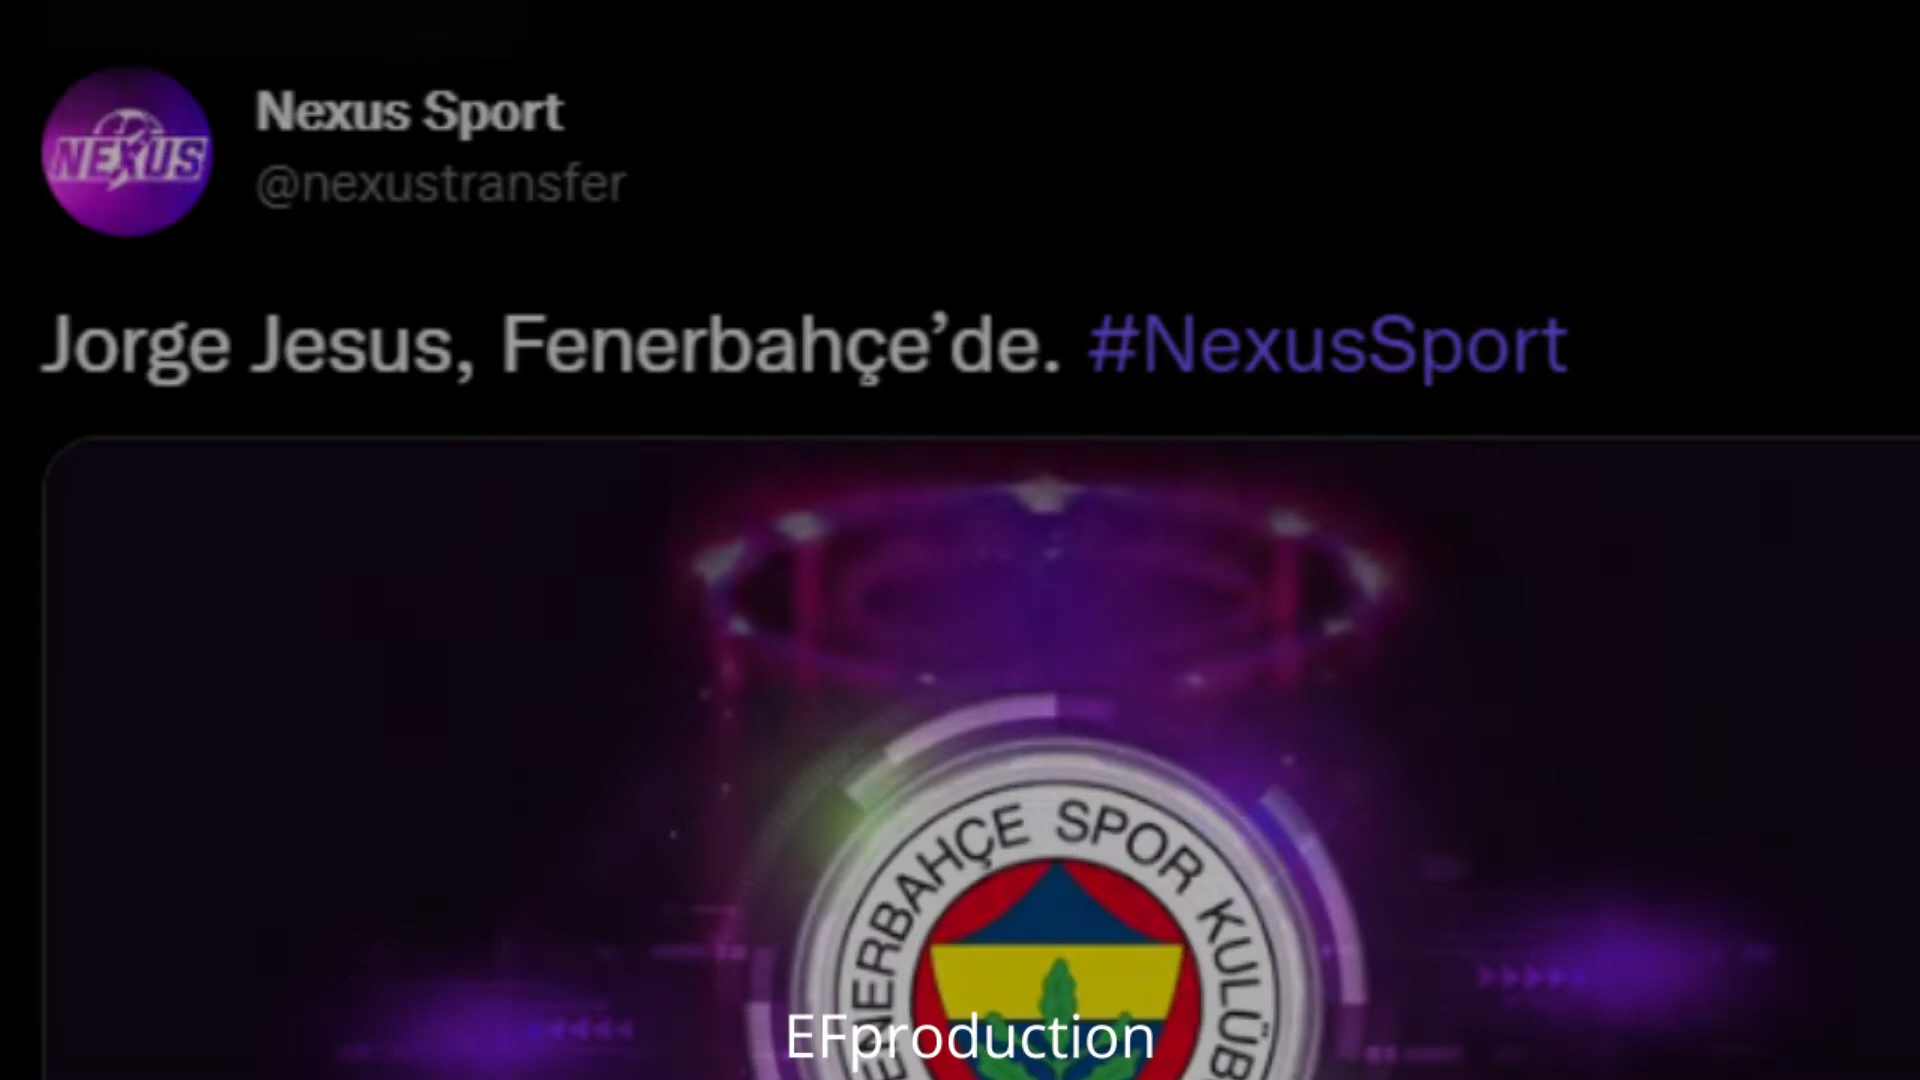 NEXUS
Nexus Sport
@nexustransfer
Jorge Jesus, Fenerbahçe’de. #NexusSport
FENERBAHÇE SPOR KULÜB
EFproduction